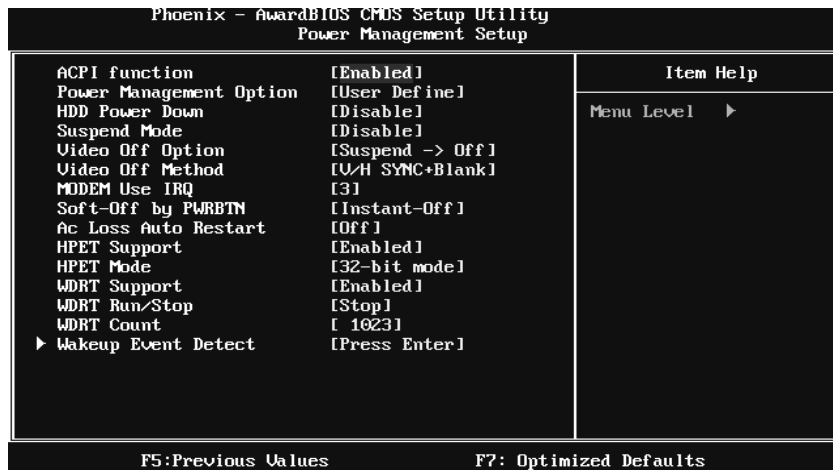 Phoenix - AwardBIOS CMOS Setup Utility
Power Management Setup
ACPI function [Enabled]
Power Management Option [User Define]
HDD Power Down [Disable]
Suspend Mode [Disable]
Video Off Option [Suspend -> Off]
Video Off Method [V/H SYNC+Blank]
MODEM Use IRQ [3]
Soft-Off by PWRBTN [Instant-Off]
Ac Loss Auto Restart [Off]
HPET Support [Enabled]
HPET Mode [32-bit mode]
WDRT Support [Enabled]
WDRT Run/Stop [Stop]
WDRT Count [ 1023]
Wakeup Event Detect [Press Enter]
Item Help
Menu Level
F5:Previous Values F7: Optimized Defaults